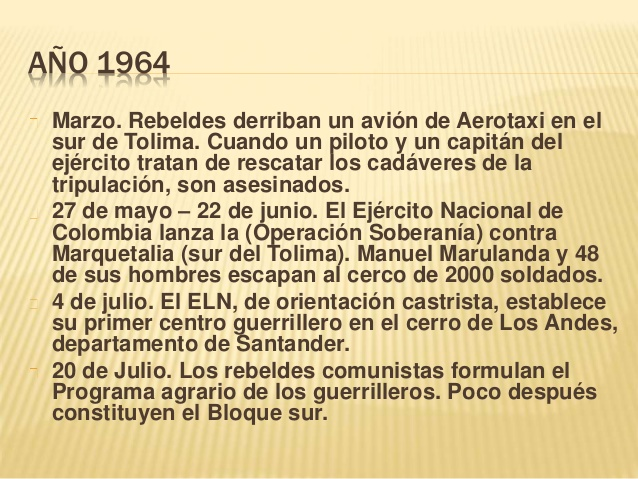 AÑO 1964
Marzo. Rebeldes derriban un avión de Aerotaxi en el
sur de Tolima. Cuando un piloto y un capitán del
ejército tratan de rescatar los cadáveres de la
tripulación, son asesinados.
27 de mayo – 22 de junio. El Ejército Nacional de
Colombia lanza la (Operación Soberanía) contra
Marquetalia (sur del Tolima). Manuel Marulanda y 48
de sus hombres escapan al cerco de 2000 soldados.
4 de julio. El ELN, de orientación castrista, establece
su primer centro guerrillero en el cerro de Los Andes,
departamento de Santander.
20 de Julio. Los rebeldes comunistas formulan el
Programa agrario de los guerrilleros. Poco después
constituyen el Bloque sur.